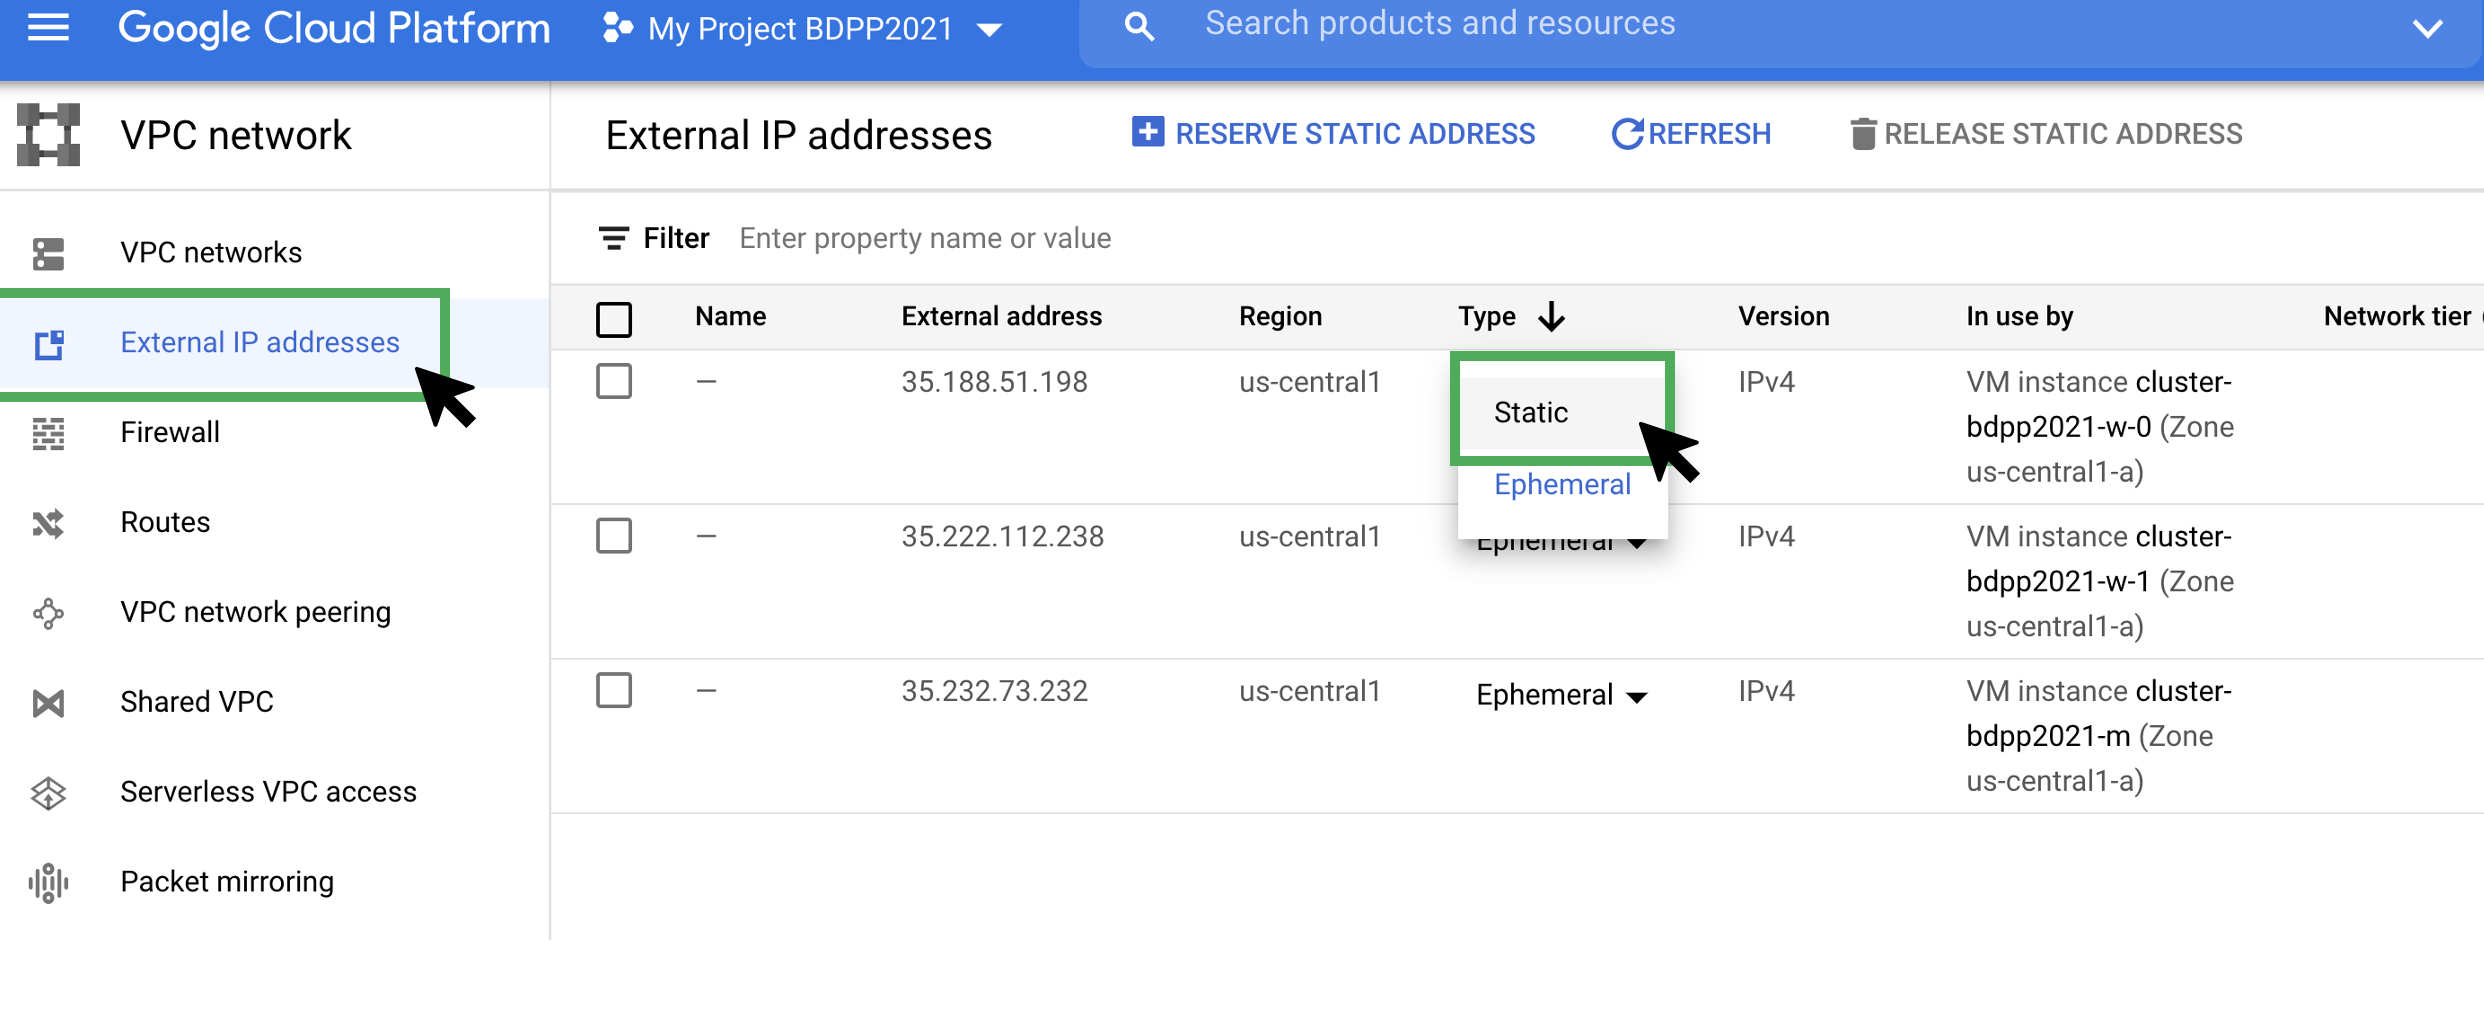 Google Cloud Platform My Project BDPP2021 Search products and resources
VPC network External IP addresses RESERVE STATIC ADDRESS REFRESH RELEASE STATIC ADDRESS
VPC networks
External IP addresses
Firewall
Routes
VPC network peering
Shared VPC
Serverless VPC access
Packet mirroring
Filter Enter property name or value
Name External address Region Type Version In use by Network tier
— 35.188.51.198 us-central1 IPv4 VM instance cluster-
bdpp2021-w-0 (Zone
us-central1-a)
Static
Ephemeral
— 35.222.112.238 us-central1 Ephemeral IPv4 VM instance cluster-
bdpp2021-w-1 (Zone
us-central1-a)
— 35.232.73.232 us-central1 Ephemeral IPv4 VM instance cluster-
bdpp2021-m (Zone
us-central1-a)